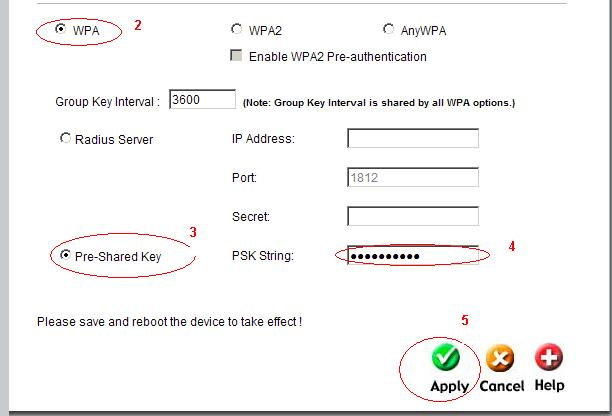 WPA 2 WPA2 AnyWPA
Enable WPA2 Pre-authentication
Group Key Interval : 3600 (Note: Group Key Interval is shared by all WPA options.)
Radius Server IP Address:
Port: 1812
Secret:
3
Pre-Shared Key PSK String: ●●●●●●●●●● 4
Please save and reboot the device to take effect !
5
Apply Cancel Help